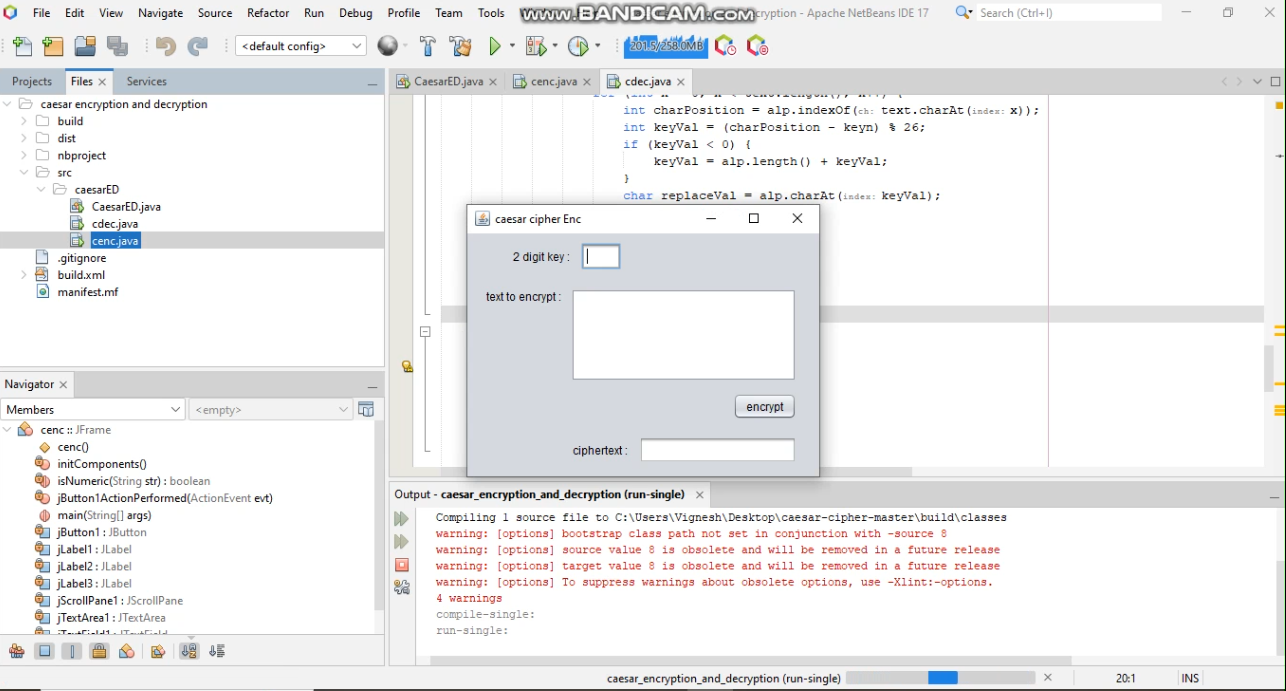 File Edit View Navigate Source Refactor Run Debug Profile Team Tools
www.BANDICAM.com
cryption - Apache NetBeans IDE 17
Search (Ctrl+I)
<default config>
201.5/258.0MB
Projects Files Services
caesar encryption and decryption
build
dist
nbproject
src
caesarED
CaesarED.java
cdec.java
cenc.java
.gitignore
build.xml
manifest.mf
Navigator
Members
<empty>
cenc :: JFrame
cenc()
initComponents()
isNumeric(String str) : boolean
jButton1ActionPerformed(ActionEvent evt)
main(String[] args)
jButton1 : JButton
jLabel1 : JLabel
jLabel2 : JLabel
jLabel3 : JLabel
jScrollPane1 : JScrollPane
jTextArea1 : JTextArea
jTextField1 : JTextField
CaesarED.java cenc.java cdec.java
int charPosition = alp.indexOf(ch: text.charAt(index: x));
int keyVal = (charPosition - keyn) % 26;
if (keyVal < 0) {
keyVal = alp.length() + keyVal;
}
char replaceVal = alp.charAt(index: keyVal);
caesar cipher Enc
2 digit key :
text to encrypt :
encrypt
ciphertext :
Output - caesar_encryption_and_decryption (run-single)
Compiling 1 source file to C:\Users\Vignesh\Desktop\caesar-cipher-master\build\classes
warning: [options] bootstrap class path not set in conjunction with -source 8
warning: [options] source value 8 is obsolete and will be removed in a future release
warning: [options] target value 8 is obsolete and will be removed in a future release
warning: [options] To suppress warnings about obsolete options, use -Xlint:-options.
4 warnings
compile-single:
run-single:
caesar_encryption_and_decryption (run-single)
20:1
INS